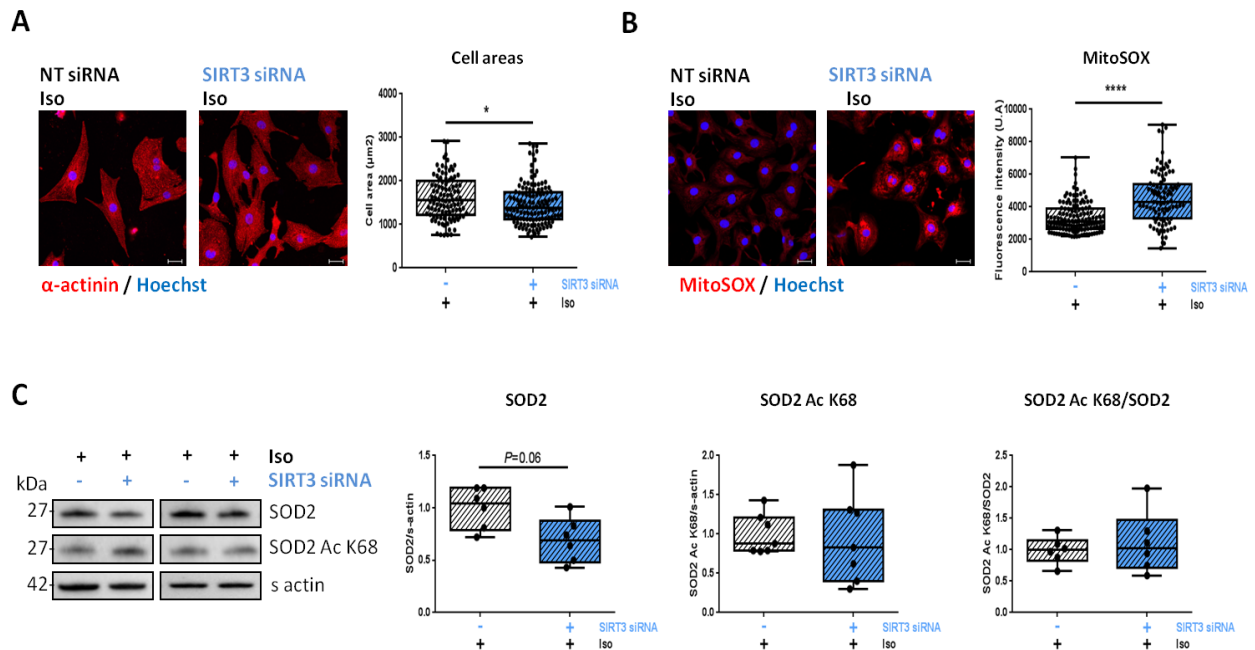 A
NT siRNA
Iso
SIRT3 siRNA
Iso
α-actinin / Hoechst
Cell areas
Cell area (µm2)
4000
3000
2000
1000
0
*
- + SIRT3 siRNA
+ + Iso
B
NT siRNA
Iso
SIRT3 siRNA
Iso
MitoSOX / Hoechst
MitoSOX
Fluorescence intensity (U.A)
10000
8000
6000
4000
2000
0
****
- + SIRT3 siRNA
+ + Iso
C
+ + + + Iso
kDa - + - + SIRT3 siRNA
27 SOD2
27 SOD2 Ac K68
42 s actin
SOD2
SOD2/s-actin
1.5
1.0
0.5
0.0
P=0.06
- + SIRT3 siRNA
+ + Iso
SOD2 Ac K68
SOD2 Ac K68/s-actin
2.0
1.5
1.0
0.5
0.0
- + SIRT3 siRNA
+ + Iso
SOD2 Ac K68/SOD2
SOD2 Ac K68/SOD2
2.5
2.0
1.5
1.0
0.5
0.0
- + SIRT3 siRNA
+ + Iso